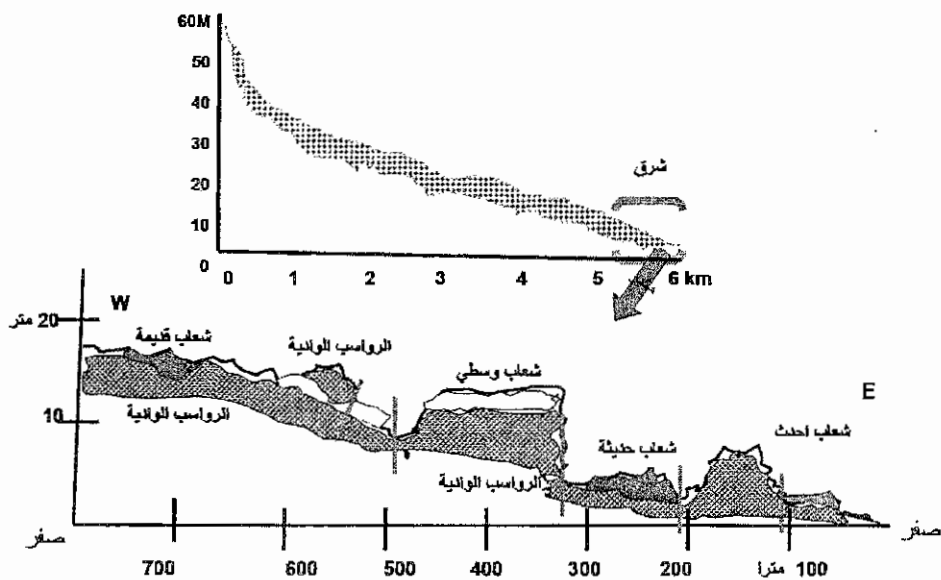 60M
50
40
30
20
10
0
0 1 2 3 4 5 6 km
شرق
W
E
20 متر
10
صفر
شعاب قديمة
الرواسب الوادية
شعاب وسطي
شعاب احدث
الرواسب الوادية
شعاب حديثة
الرواسب الوادية
700 600 500 400 300 200 100 مترا
صفر